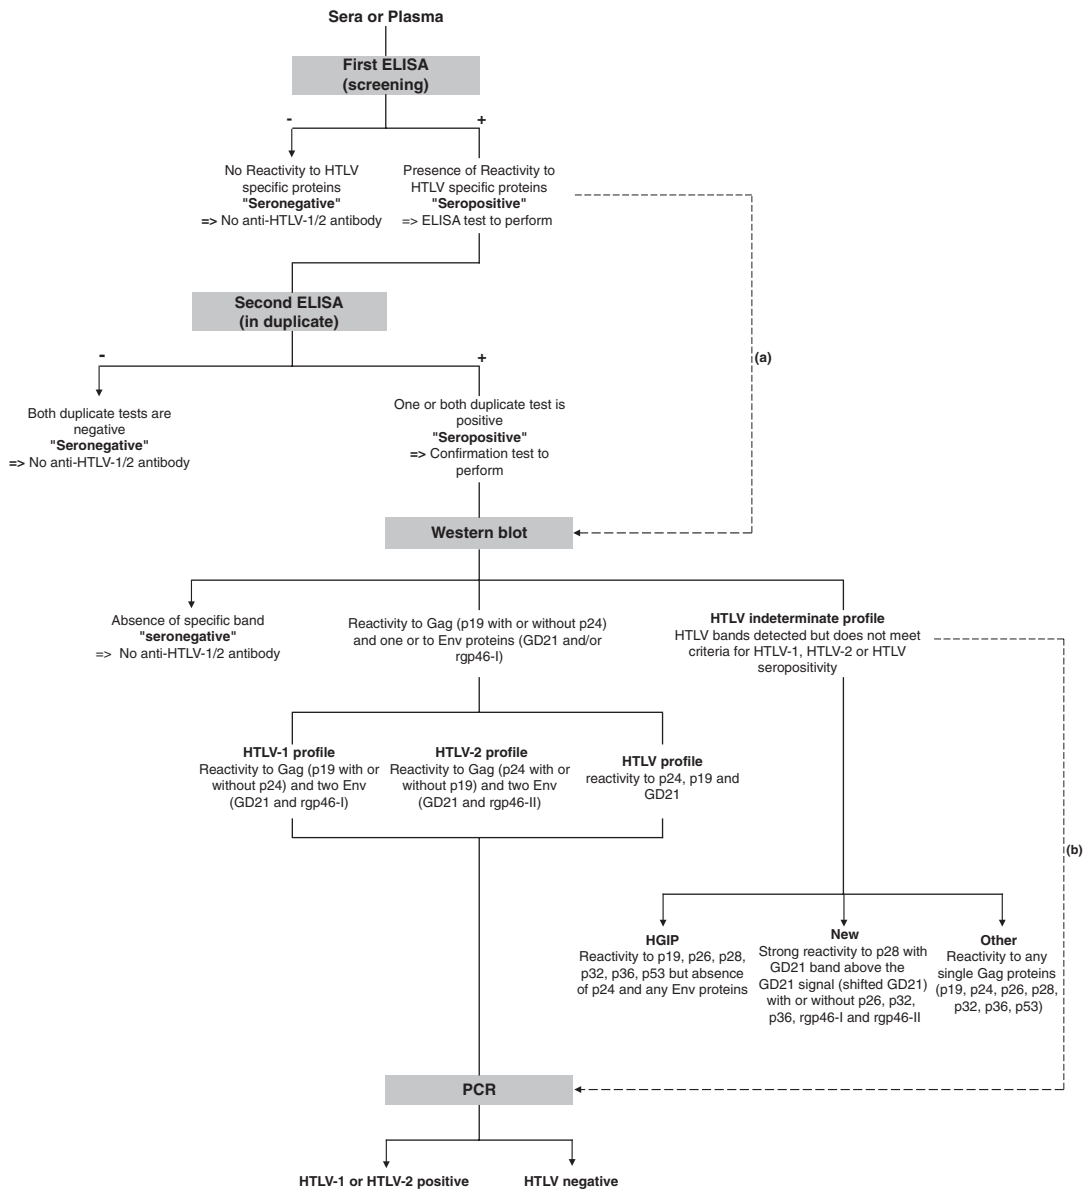 Sera or Plasma
First ELISA
(screening)
-
+
No Reactivity to HTLV
specific proteins
"Seronegative"
=> No anti-HTLV-1/2 antibody
Presence of Reactivity to
HTLV specific proteins
"Seropositive"
=> ELISA test to perform
Second ELISA
(in duplicate)
(a)
-
+
Both duplicate tests are
negative
"Seronegative"
=> No anti-HTLV-1/2 antibody
One or both duplicate test is
positive
"Seropositive"
=> Confirmation test to
perform
Western blot
Absence of specific band
"seronegative"
=> No anti-HTLV-1/2 antibody
Reactivity to Gag (p19 with or without p24)
and one or to Env proteins (GD21 and/or
rgp46-I)
HTLV indeterminate profile
HTLV bands detected but does not meet
criteria for HTLV-1, HTLV-2 or HTLV
seropositivity
HTLV-1 profile
Reactivity to Gag (p19 with or
without p24) and two Env
(GD21 and rgp46-I)
HTLV-2 profile
Reactivity to Gag (p24 with or
without p19) and two Env
(GD21 and rgp46-II)
HTLV profile
reactivity to p24, p19 and
GD21
(b)
HGIP
Reactivity to p19, p26, p28,
p32, p36, p53 but absence
of p24 and any Env proteins
New
Strong reactivity to p28 with
GD21 band above the
GD21 signal (shifted GD21)
with or without p26, p32,
p36, rgp46-I and rgp46-II
Other
Reactivity to any
single Gag proteins
(p19, p24, p26, p28,
p32, p36, p53)
PCR
HTLV-1 or HTLV-2 positive
HTLV negative